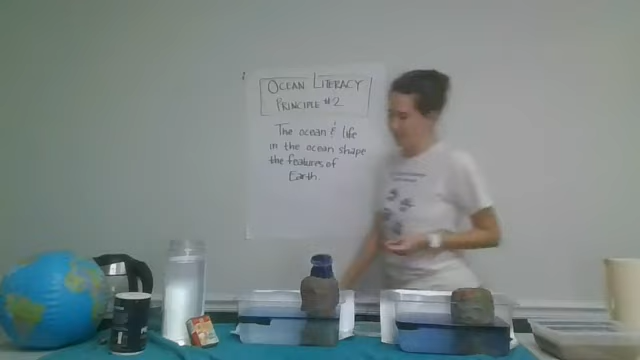 OCEAN LITERACY
PRINCIPLE #2
The ocean & life
in the ocean shape
the features of
Earth.